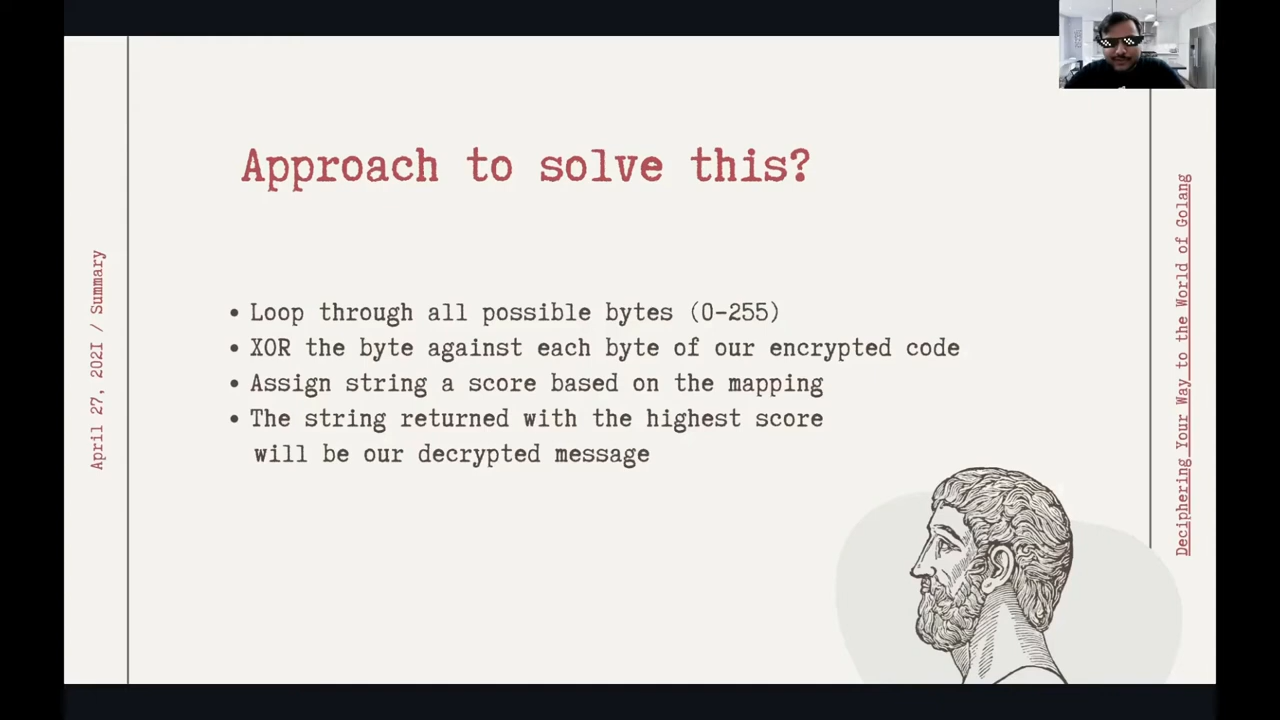 Approach to solve this?
• Loop through all possible bytes (0-255)
• XOR the byte against each byte of our encrypted code
• Assign string a score based on the mapping
• The string returned with the highest score
will be our decrypted message
April 27, 2021 / Summary
Deciphering Your Way to the World of Golang